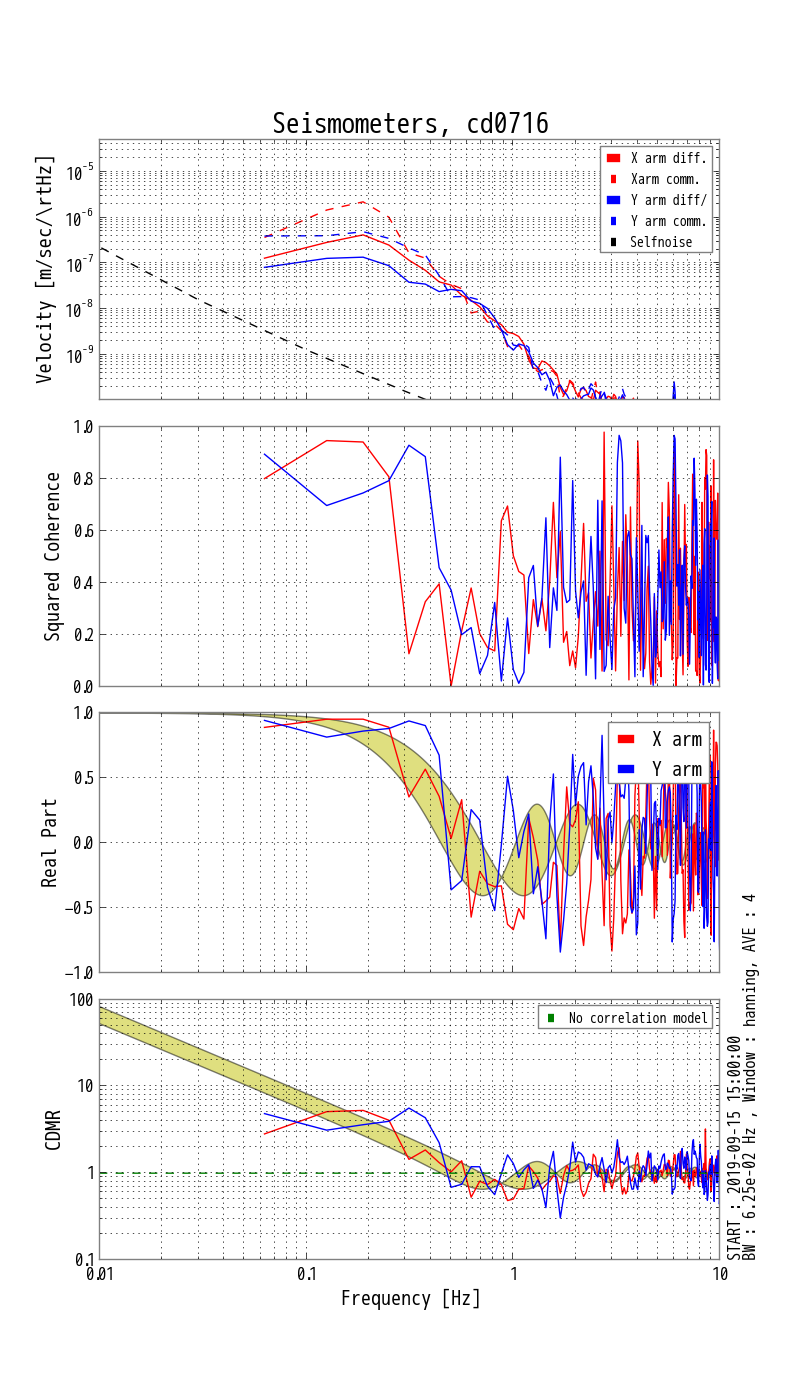 Seismometers, cd0716
Velocity [m/sec/\rtHz]
10^-5
10^-6
10^-7
10^-8
10^-9
X arm diff.
Xarm comm.
Y arm diff/
Y arm comm.
Selfnoise
Squared Coherence
1.0
0.8
0.6
0.4
0.2
0.0
Real Part
1.0
0.5
0.0
−0.5
−1.0
X arm
Y arm
CDMR
100
10
1
0.1
No correlation model
0.01
0.1
1
10
Frequency [Hz]
START : 2019-09-15 15:00:00
BW : 6.25e-02 Hz , Window : hanning, AVE : 4